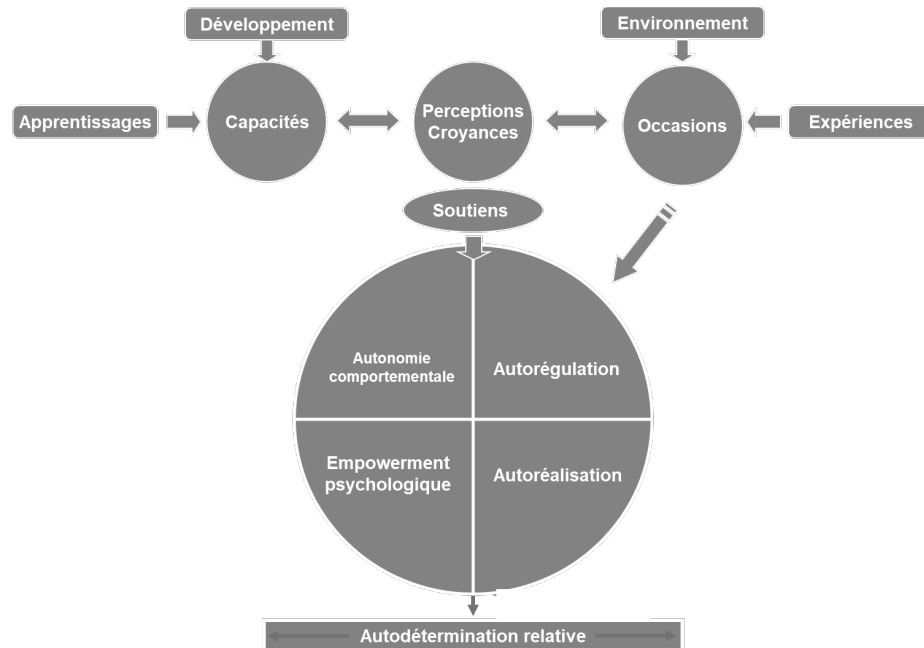 Développement
Environnement
Apprentissages
Capacités
Perceptions
Croyances
Occasions
Expériences
Soutiens
Autonomie
comportementale
Autorégulation
Empowerment
psychologique
Autoréalisation
Autodétermination relative